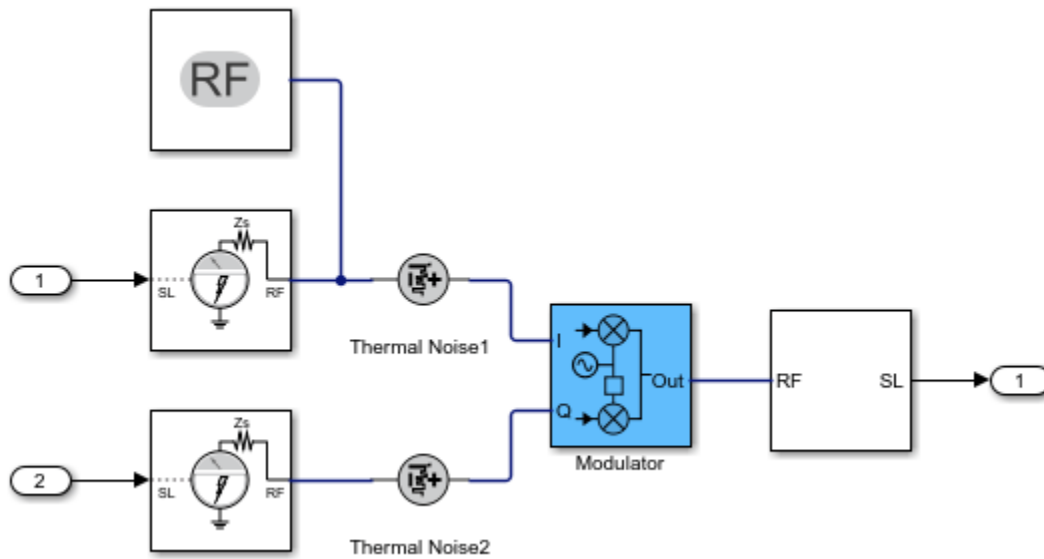 RF
Zs
1
SL
RF
Thermal Noise1
I
Out
Q
RF
SL
1
Modulator
Zs
2
SL
RF
Thermal Noise2